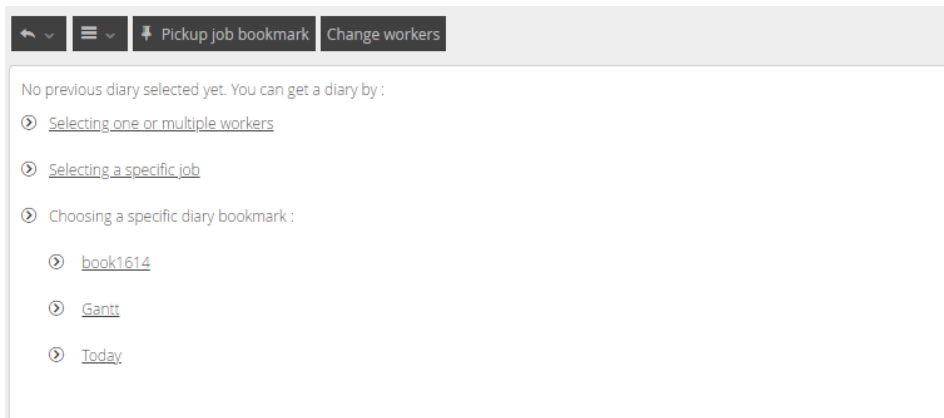 Pickup job bookmark Change workers
No previous diary selected yet. You can get a diary by :
Selecting one or multiple workers
Selecting a specific job
Choosing a specific diary bookmark :
book1614
Gantt
Today